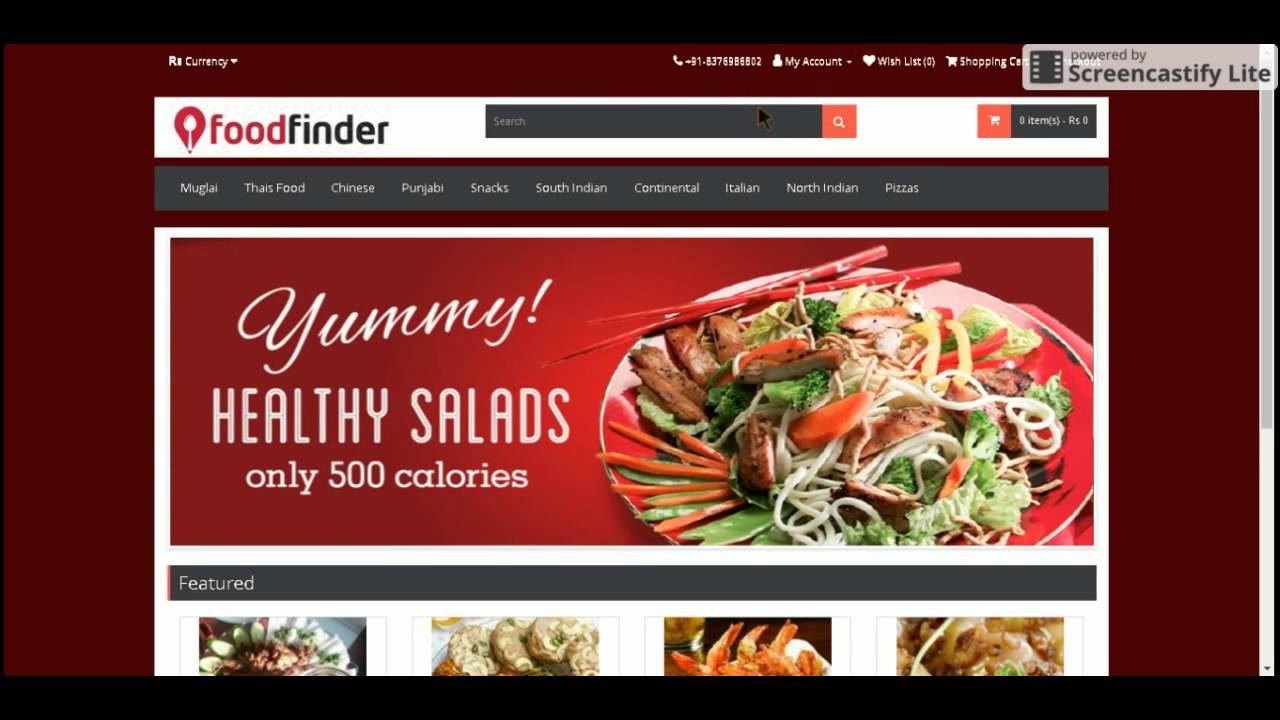 Rs Currency
+91-8376986802 My Account Wish List (0) Shopping Cart
powered by
Screencastify Lite
foodfinder
Search
0 item(s) - Rs 0
Muglai Thais Food Chinese Punjabi Snacks South Indian Continental Italian North Indian Pizzas
Yummy!
HEALTHY SALADS
only 500 calories
Featured